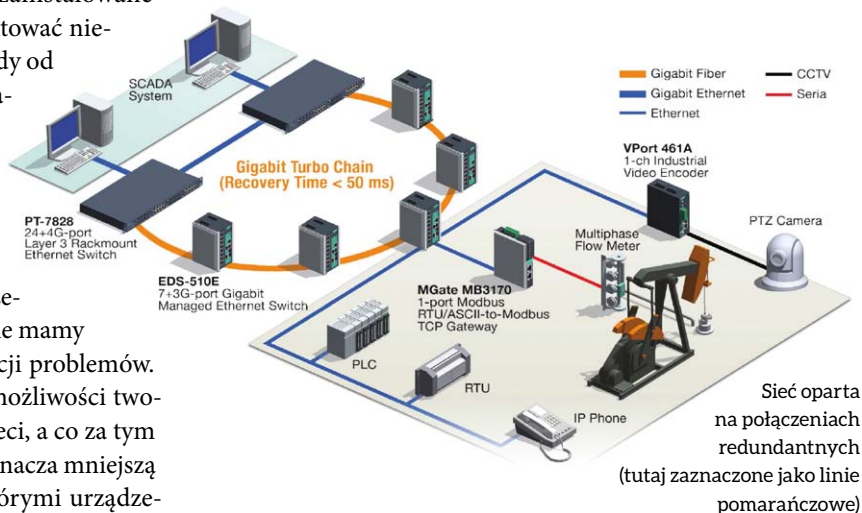 zainstalowane
tować nie-
dy od
a-
ze-
ie mamy
cji problemów.
możliwości two-
eci, a co za tym
nacza mniejszą
órymi urządze-
SCADA
System
Gigabit Turbo Chain
(Recovery Time < 50 ms)
PT-7828
24+4G-port
Layer 3 Rackmount
Ethernet Switch
EDS-510E
7+3G-port Gigabit
Managed Ethernet Switch
Gigabit Fiber
Gigabit Ethernet
Ethernet
CCTV
Seria
VPort 461A
1-ch Industrial
Video Encoder
PTZ Camera
Multiphase
Flow Meter
MGate MB3170
1-port Modbus
RTU/ASCII-to-Modbus
TCP Gateway
PLC
RTU
IP Phone
Sieć oparta
na połączeniach
redundantnych
(tutaj zaznaczone jako linie
pomarańczowe)